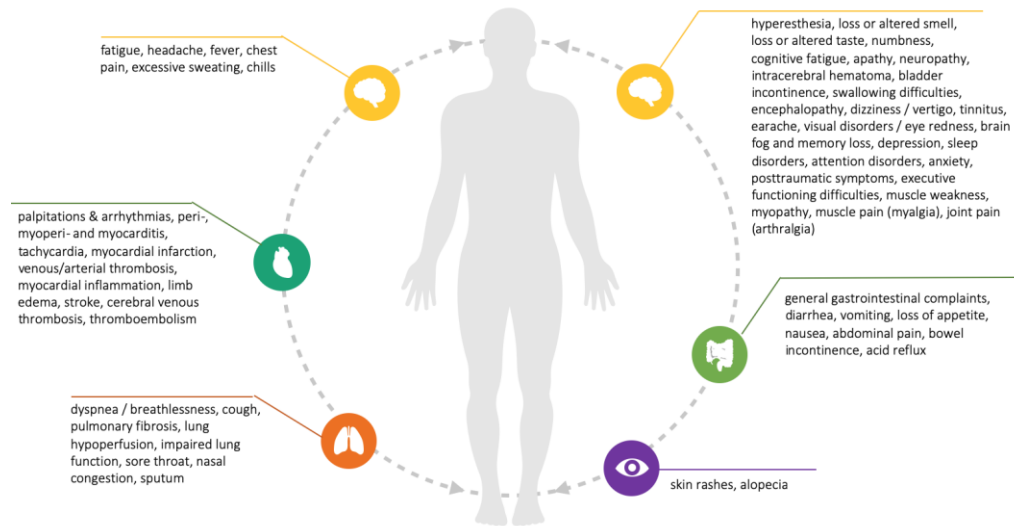 fatigue, headache, fever, chest
pain, excessive sweating, chills
palpitations & arrhythmias, peri-,
myoperi- and myocarditis,
tachycardia, myocardial infarction,
venous/arterial thrombosis,
myocardial inflammation, limb
edema, stroke, cerebral venous
thrombosis, thromboembolism
dyspnea / breathlessness, cough,
pulmonary fibrosis, lung
hypoperfusion, impaired lung
function, sore throat, nasal
congestion, sputum
hyperesthesia, loss or altered smell,
loss or altered taste, numbness,
cognitive fatigue, apathy, neuropathy,
intracerebral hematoma, bladder
incontinence, swallowing difficulties,
encephalopathy, dizziness / vertigo, tinnitus,
earache, visual disorders / eye redness, brain
fog and memory loss, depression, sleep
disorders, attention disorders, anxiety,
posttraumatic symptoms, executive
functioning difficulties, muscle weakness,
myopathy, muscle pain (myalgia), joint pain
(arthralgia)
general gastrointestinal complaints,
diarrhea, vomiting, loss of appetite,
nausea, abdominal pain, bowel
incontinence, acid reflux
skin rashes, alopecia